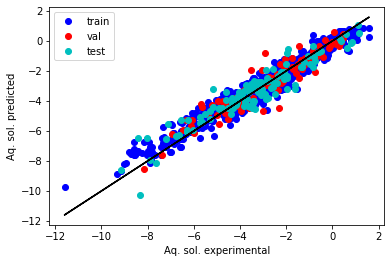 train
val
test
2
0
−2
−4
−6
−8
−10
−12
Aq. sol. predicted
−12 −10 −8 −6 −4 −2 0 2
Aq. sol. experimental